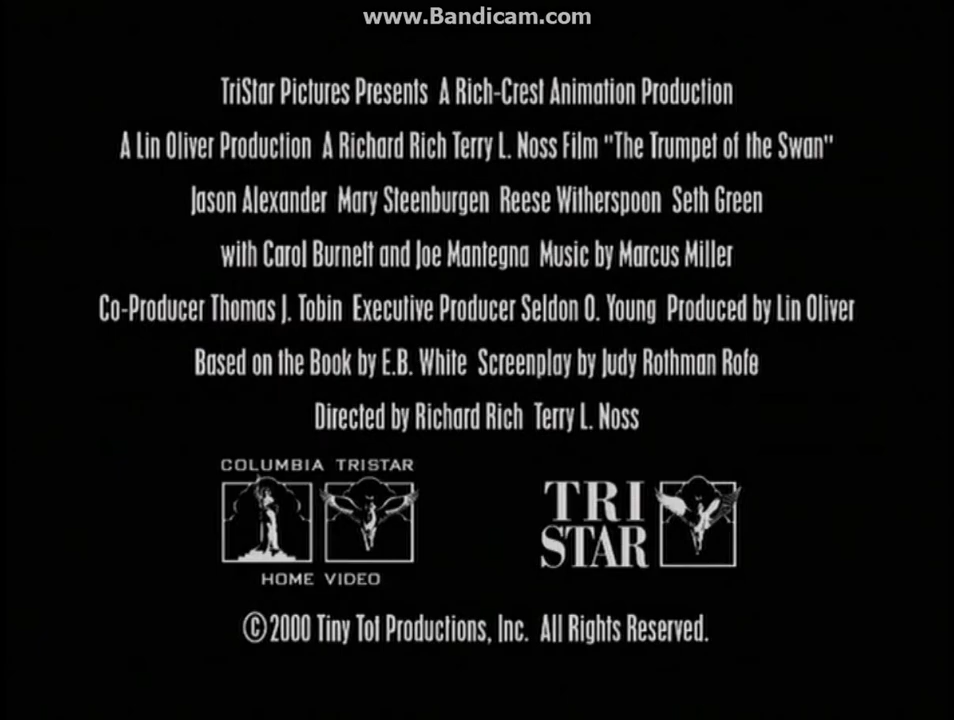 www.Bandicam.com
TriStar Pictures Presents A Rich-Crest Animation Production
A Lin Oliver Production A Richard Rich Terry L. Noss Film "The Trumpet of the Swan"
Jason Alexander Mary Steenburgen Reese Witherspoon Seth Green
with Carol Burnett and Joe Mantegna Music by Marcus Miller
Co-Producer Thomas J. Tobin Executive Producer Seldon O. Young Produced by Lin Oliver
Based on the Book by E.B. White Screenplay by Judy Rothman Rofé
Directed by Richard Rich Terry L. Noss
COLUMBIA TRISTAR
HOME VIDEO
TRI
STAR
©2000 Tiny Tot Productions, Inc. All Rights Reserved.